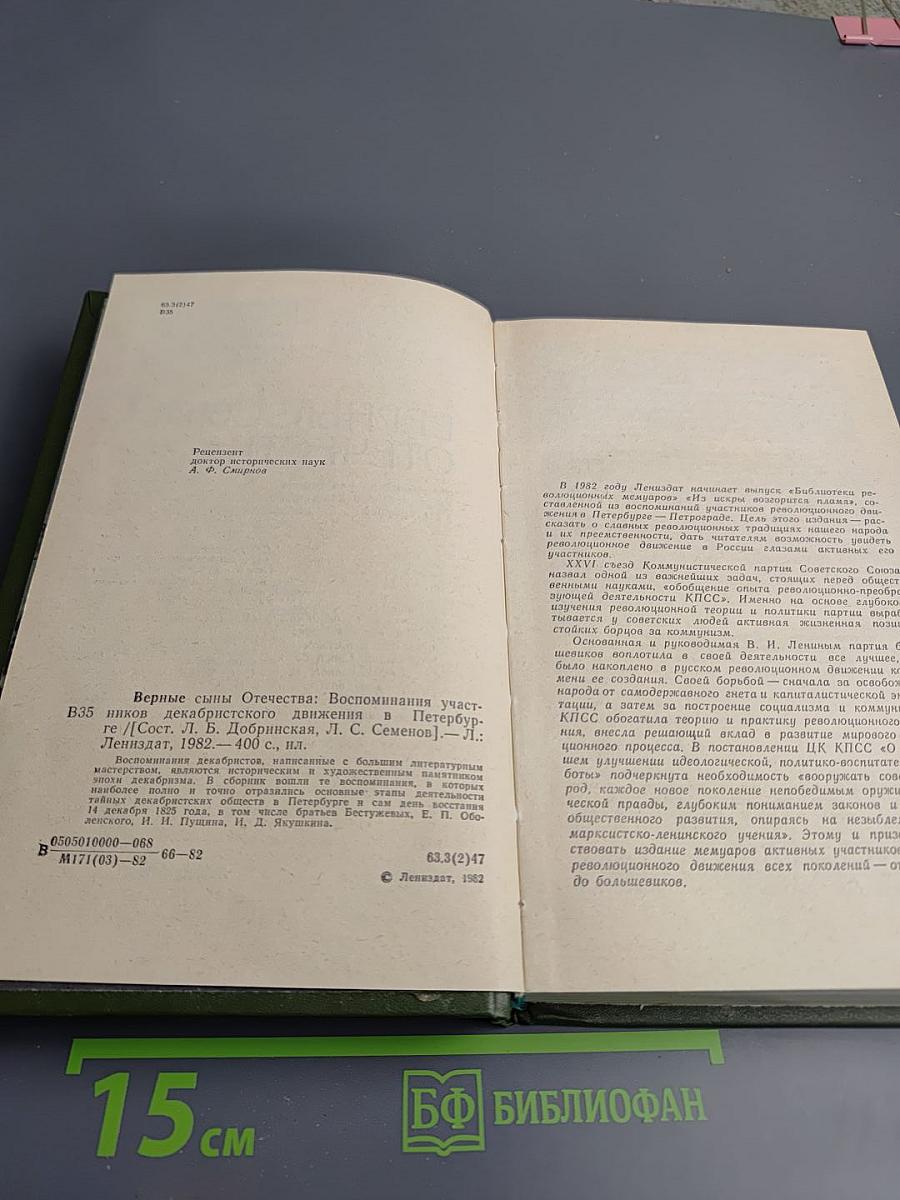 63.3(2)47
В35
Рецензент
доктор исторических наук
А. Ф. Смирнов
Верные сыны Отечества: Воспоминания участ-
В35 ников декабристского движения в Петербур-
ге /[Сост. Л. Б. Добринская, Л. С. Семенов].— Л.:
Лениздат, 1982.— 400 с., ил.
Воспоминания декабристов, написанные с большим литературным
мастерством, являются историческим и художественным памятником
эпохи декабризма. В сборник вошли те воспоминания, в которых
наиболее полно и точно отразились основные этапы деятельности
тайных декабристских обществ в Петербурге и сам день восстания
14 декабря 1825 года, в том числе братьев Бестужевых, Е. П. Обо-
ленского, И. И. Пущина, И. Д. Якушкина.
В 0505010000—068
М171(03)—82 66—82
63.3(2)47
© Лениздат, 1982
В 1982 году Лениздат начинает выпуск «Библиотеки ре-
волюционных мемуаров» «Из искры возгорится пламя», со-
ставленной из воспоминаний участников революционного дви-
жения в Петербурге — Петрограде. Цель этого издания — рас-
сказать о славных революционных традициях нашего народа
и их преемственности, дать читателям возможность увидеть
революционное движение в России глазами активных его
участников.
XXVI съезд Коммунистической партии Советского Союза
назвал одной из важнейших задач, стоящих перед общест
венными науками, «обобщение опыта революционно-преобра
зующей деятельности КПСС». Именно на основе глубоко
изучения революционной теории и политики партии выраб
тывается у советских людей активная жизненная пози
стойких борцов за коммунизм.
Основанная и руководимая В. И. Лениным партия б
шевиков воплотила в своей деятельности все лучшее,
было накоплено в русском революционном движении ко
мени ее создания. Своей борьбой — сначала за освобож
народа от самодержавного гнета и капиталистической эк
тации, а затем за построение социализма и коммун
КПСС обогатила теорию и практику революционного
ния, внесла решающий вклад в развитие мирового
ционного процесса. В постановлении ЦК КПСС «О
шем улучшении идеологической, политико-воспитате
боты» подчеркнута необходимость «вооружать сове
род, каждое новое поколение непобедимым оружи
ческой правды, глубоким пониманием законов и
общественного развития, опираясь на незыблем
марксистско-ленинского учения». Этому и призв
ствовать издание мемуаров активных участников
революционного движения всех поколений — от
до большевиков.
15 см
БФ БИБЛИОФАН